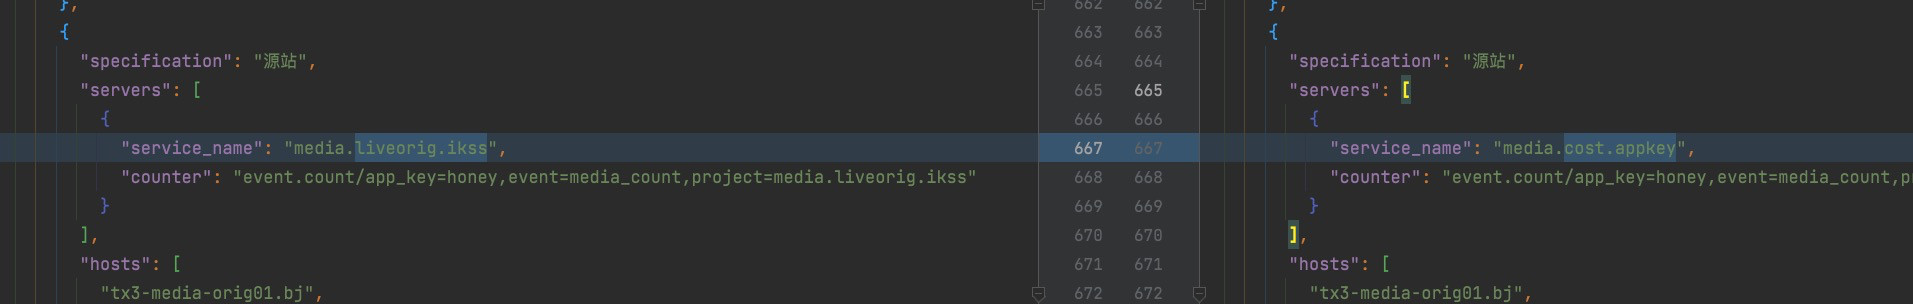 },
{
"specification": "源站",
"servers": [
{
"service_name": "media.liveorig.ikss",
"counter": "event.count/app_key=honey,event=media_count,project=media.liveorig.ikss"
}
],
"hosts": [
"tx3-media-orig01.bj",
662 662
663 663
664 664
665 665
666 666
667 667
668 668
669 669
670 670
671 671
672 672
},
{
"specification": "源站",
"servers": [
{
"service_name": "media.cost.appkey",
"counter": "event.count/app_key=honey,event=media_count,p
}
],
"hosts": [
"tx3-media-orig01.bj",